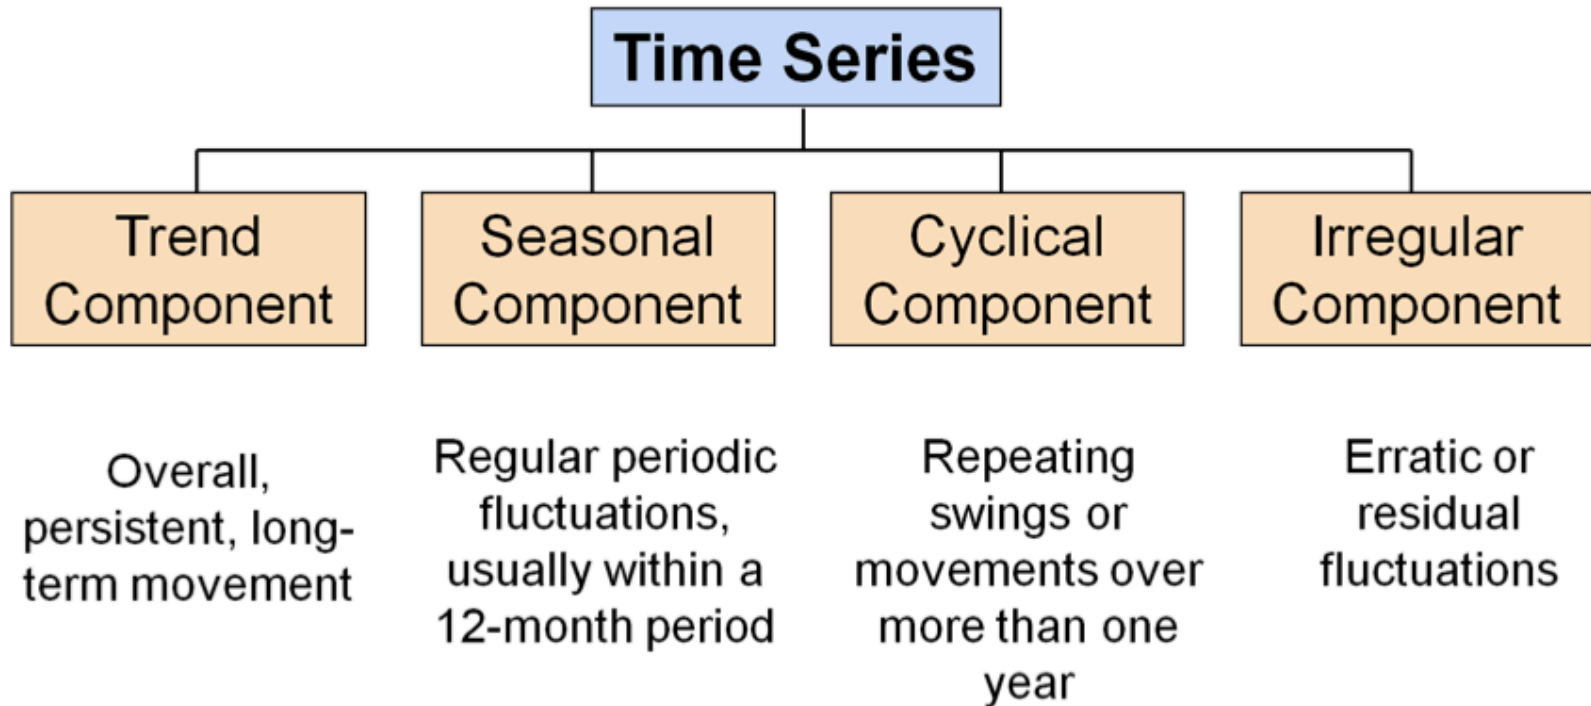 Time Series
Trend
Component
Seasonal
Component
Cyclical
Component
Irregular
Component
Overall,
persistent, long-
term movement
Regular periodic
fluctuations,
usually within a
12-month period
Repeating
swings or
movements over
more than one
year
Erratic or
residual
fluctuations